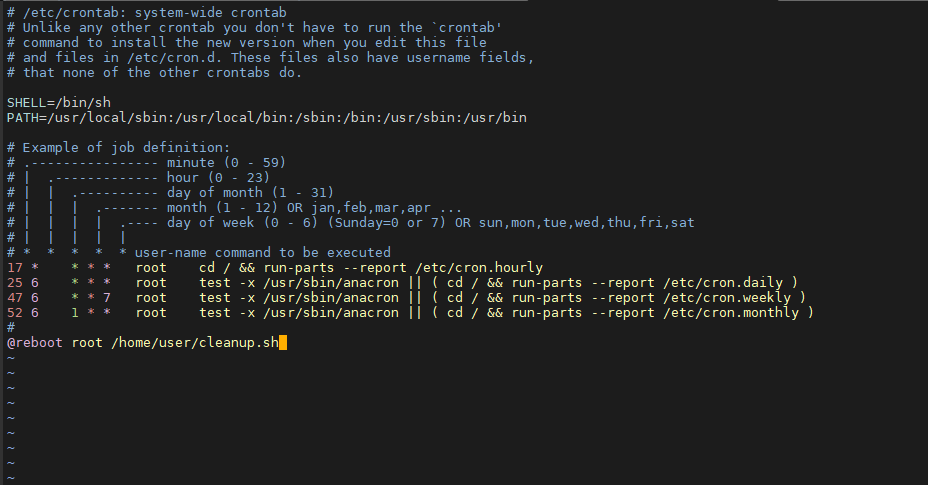 # /etc/crontab: system-wide crontab
# Unlike any other crontab you don't have to run the `crontab'
# command to install the new version when you edit this file
# and files in /etc/cron.d. These files also have username fields,
# that none of the other crontabs do.

SHELL=/bin/sh
PATH=/usr/local/sbin:/usr/local/bin:/sbin:/bin:/usr/sbin:/usr/bin

# Example of job definition:
# .---------------- minute (0 - 59)
# |  .------------- hour (0 - 23)
# |  |  .---------- day of month (1 - 31)
# |  |  |  .------- month (1 - 12) OR jan,feb,mar,apr ...
# |  |  |  |  .---- day of week (0 - 6) (Sunday=0 or 7) OR sun,mon,tue,wed,thu,fri,sat
# |  |  |  |  |
# *  *  *  *  * user-name command to be executed
17 *    * * *   root    cd / && run-parts --report /etc/cron.hourly
25 6    * * *   root    test -x /usr/sbin/anacron || ( cd / && run-parts --report /etc/cron.daily )
47 6    * * 7   root    test -x /usr/sbin/anacron || ( cd / && run-parts --report /etc/cron.weekly )
52 6    1 * *   root    test -x /usr/sbin/anacron || ( cd / && run-parts --report /etc/cron.monthly )
#
@reboot root /home/user/cleanup.sh
~
~
~
~
~
~
~
~
~